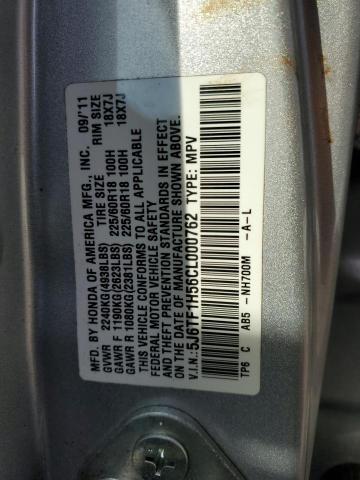 MFD. BY HONDA OF AMERICA MFG., INC. 09/'11
TIRE SIZE RIM SIZE
GVWR 2240KG(4938LBS)
GAWR F 1190KG(2623LBS) 225/60R18 100H 18X7J
GAWR R 1080KG(2381LBS) 225/60R18 100H 18X7J
THIS VEHICLE CONFORMS TO ALL APPLICABLE
FEDERAL MOTOR VEHICLE SAFETY
AND THEFT PREVENTION STANDARDS IN EFFECT
ON THE DATE OF MANUFACTURE SHOWN ABOVE.
V.I.N.: 5J6TF1H56CL000762 TYPE: MPV
TP6 C AB5 -NH700M -A-L